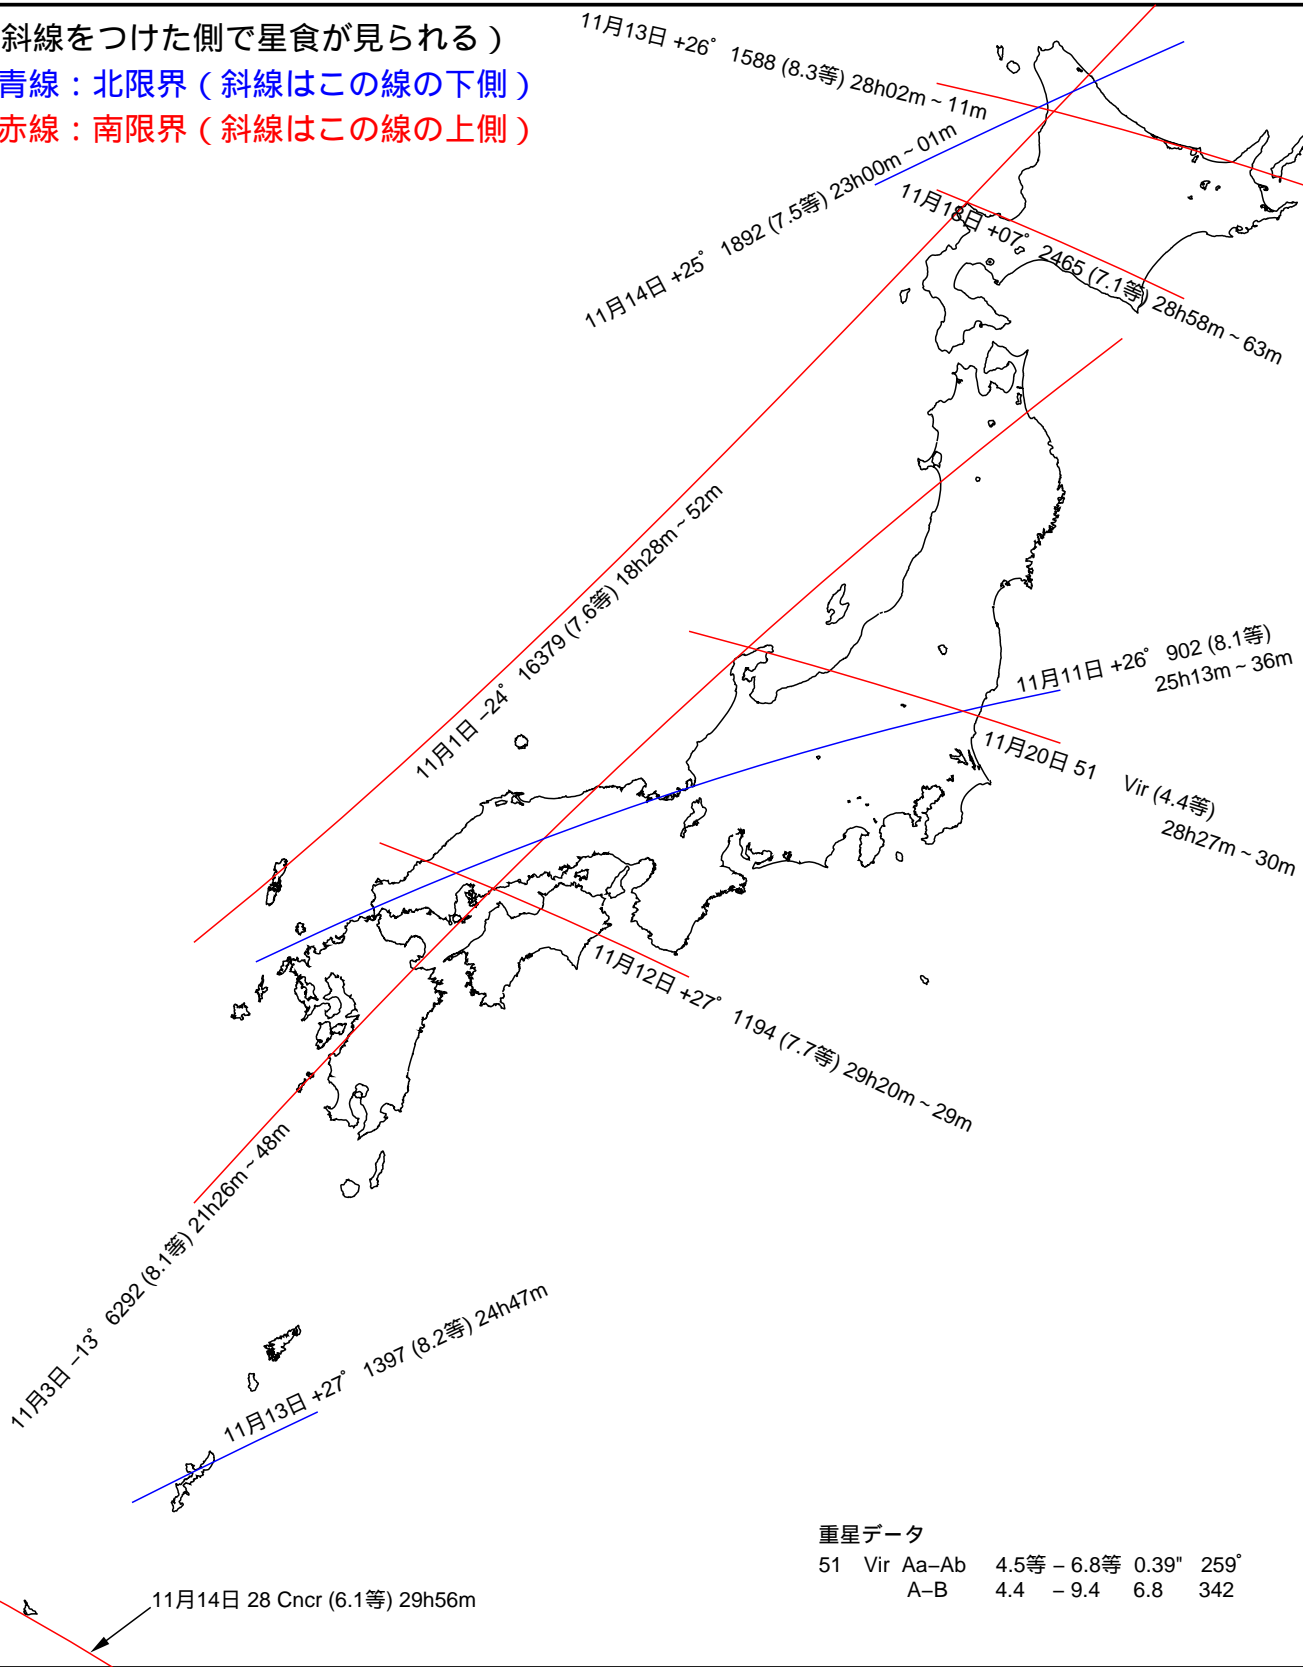 斜線をつけた側で星食が見られる )
青線 : 北限界 ( 斜線はこの線の下側 )
赤線 : 南限界 ( 斜線はこの線の上側 )
11月13日 +26° 1588 (8.3等) 28h02m ~ 11m
11月14日 +25° 1892 (7.5等) 23h00m ~ 01m
11月18日 +07° 2465 (7.1等) 28h58m ~ 63m
11月1日 –24° 16379 (7.6等) 18h28m ~ 52m
11月11日 +26° 902 (8.1等)
25h13m ~ 36m
11月20日 51 Vir (4.4等)
28h27m ~ 30m
11月12日 +27° 1194 (7.7等) 29h20m ~ 29m
11月3日 –13° 6292 (8.1等) 21h26m ~ 48m
11月13日 +27° 1397 (8.2等) 24h47m
11月14日 28 Cncr (6.1等) 29h56m
重星データ
51 Vir Aa–Ab 4.5等 – 6.8等 0.39" 259°
A–B 4.4 – 9.4 6.8 342